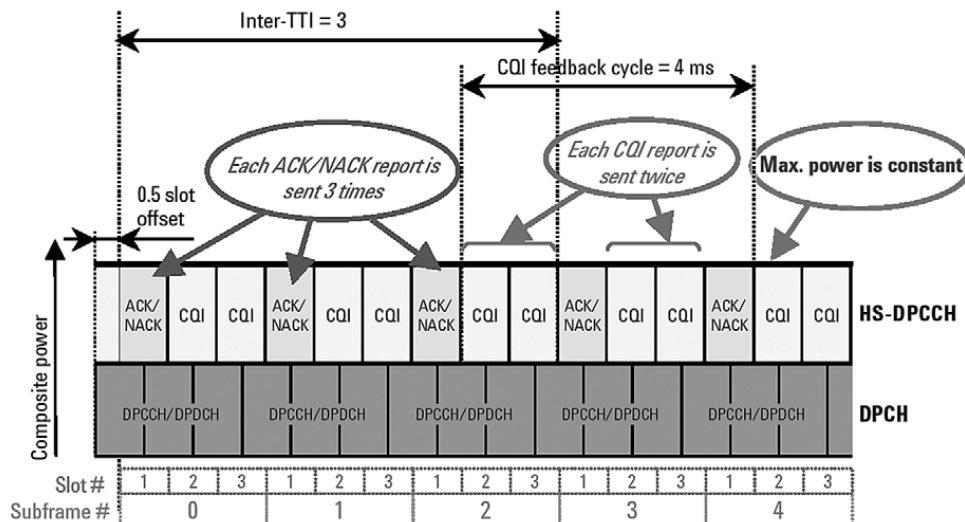 Inter-TTI = 3
CQI feedback cycle = 4 ms
Each ACK/NACK report is
sent 3 times
Each CQI report is
sent twice
Max. power is constant
0.5 slot
offset
Composite power
ACK/
NACK
CQI
CQI
ACK/
NACK
CQI
CQI
ACK/
NACK
CQI
CQI
ACK/
NACK
CQI
CQI
ACK/
NACK
CQI
CQI
HS-DPCCH
DPCCH/DPDCH
DPCCH/DPDCH
DPCCH/DPDCH
DPCCH/DPDCH
DPCCH/DPDCH
DPCH
Slot # 1 2 3 1 2 3 1 2 3 1 2 3 1 2 3
Subframe # 0 1 2 3 4